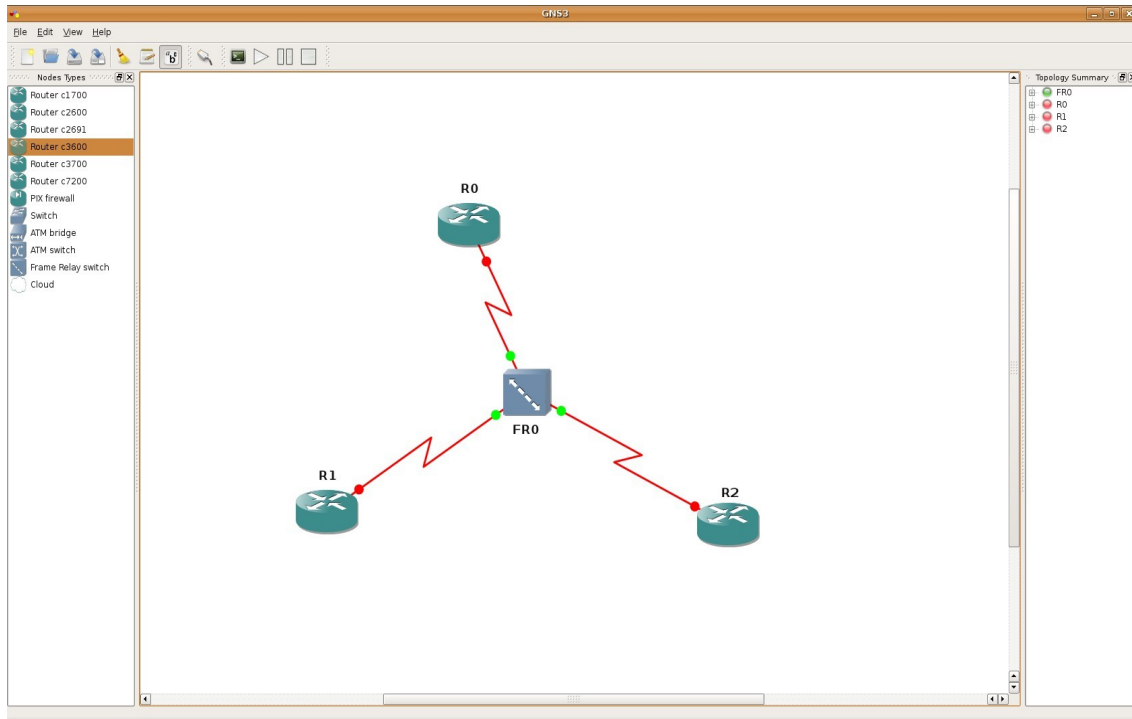 GNS3
File Edit View Help
Nodes Types
Router c1700
Router c2600
Router c2691
Router c3600
Router c3700
Router c7200
PIX firewall
Switch
ATM bridge
ATM switch
Frame Relay switch
Cloud
R0
FR0
R1
R2
Topology Summary
FR0
R0
R1
R2